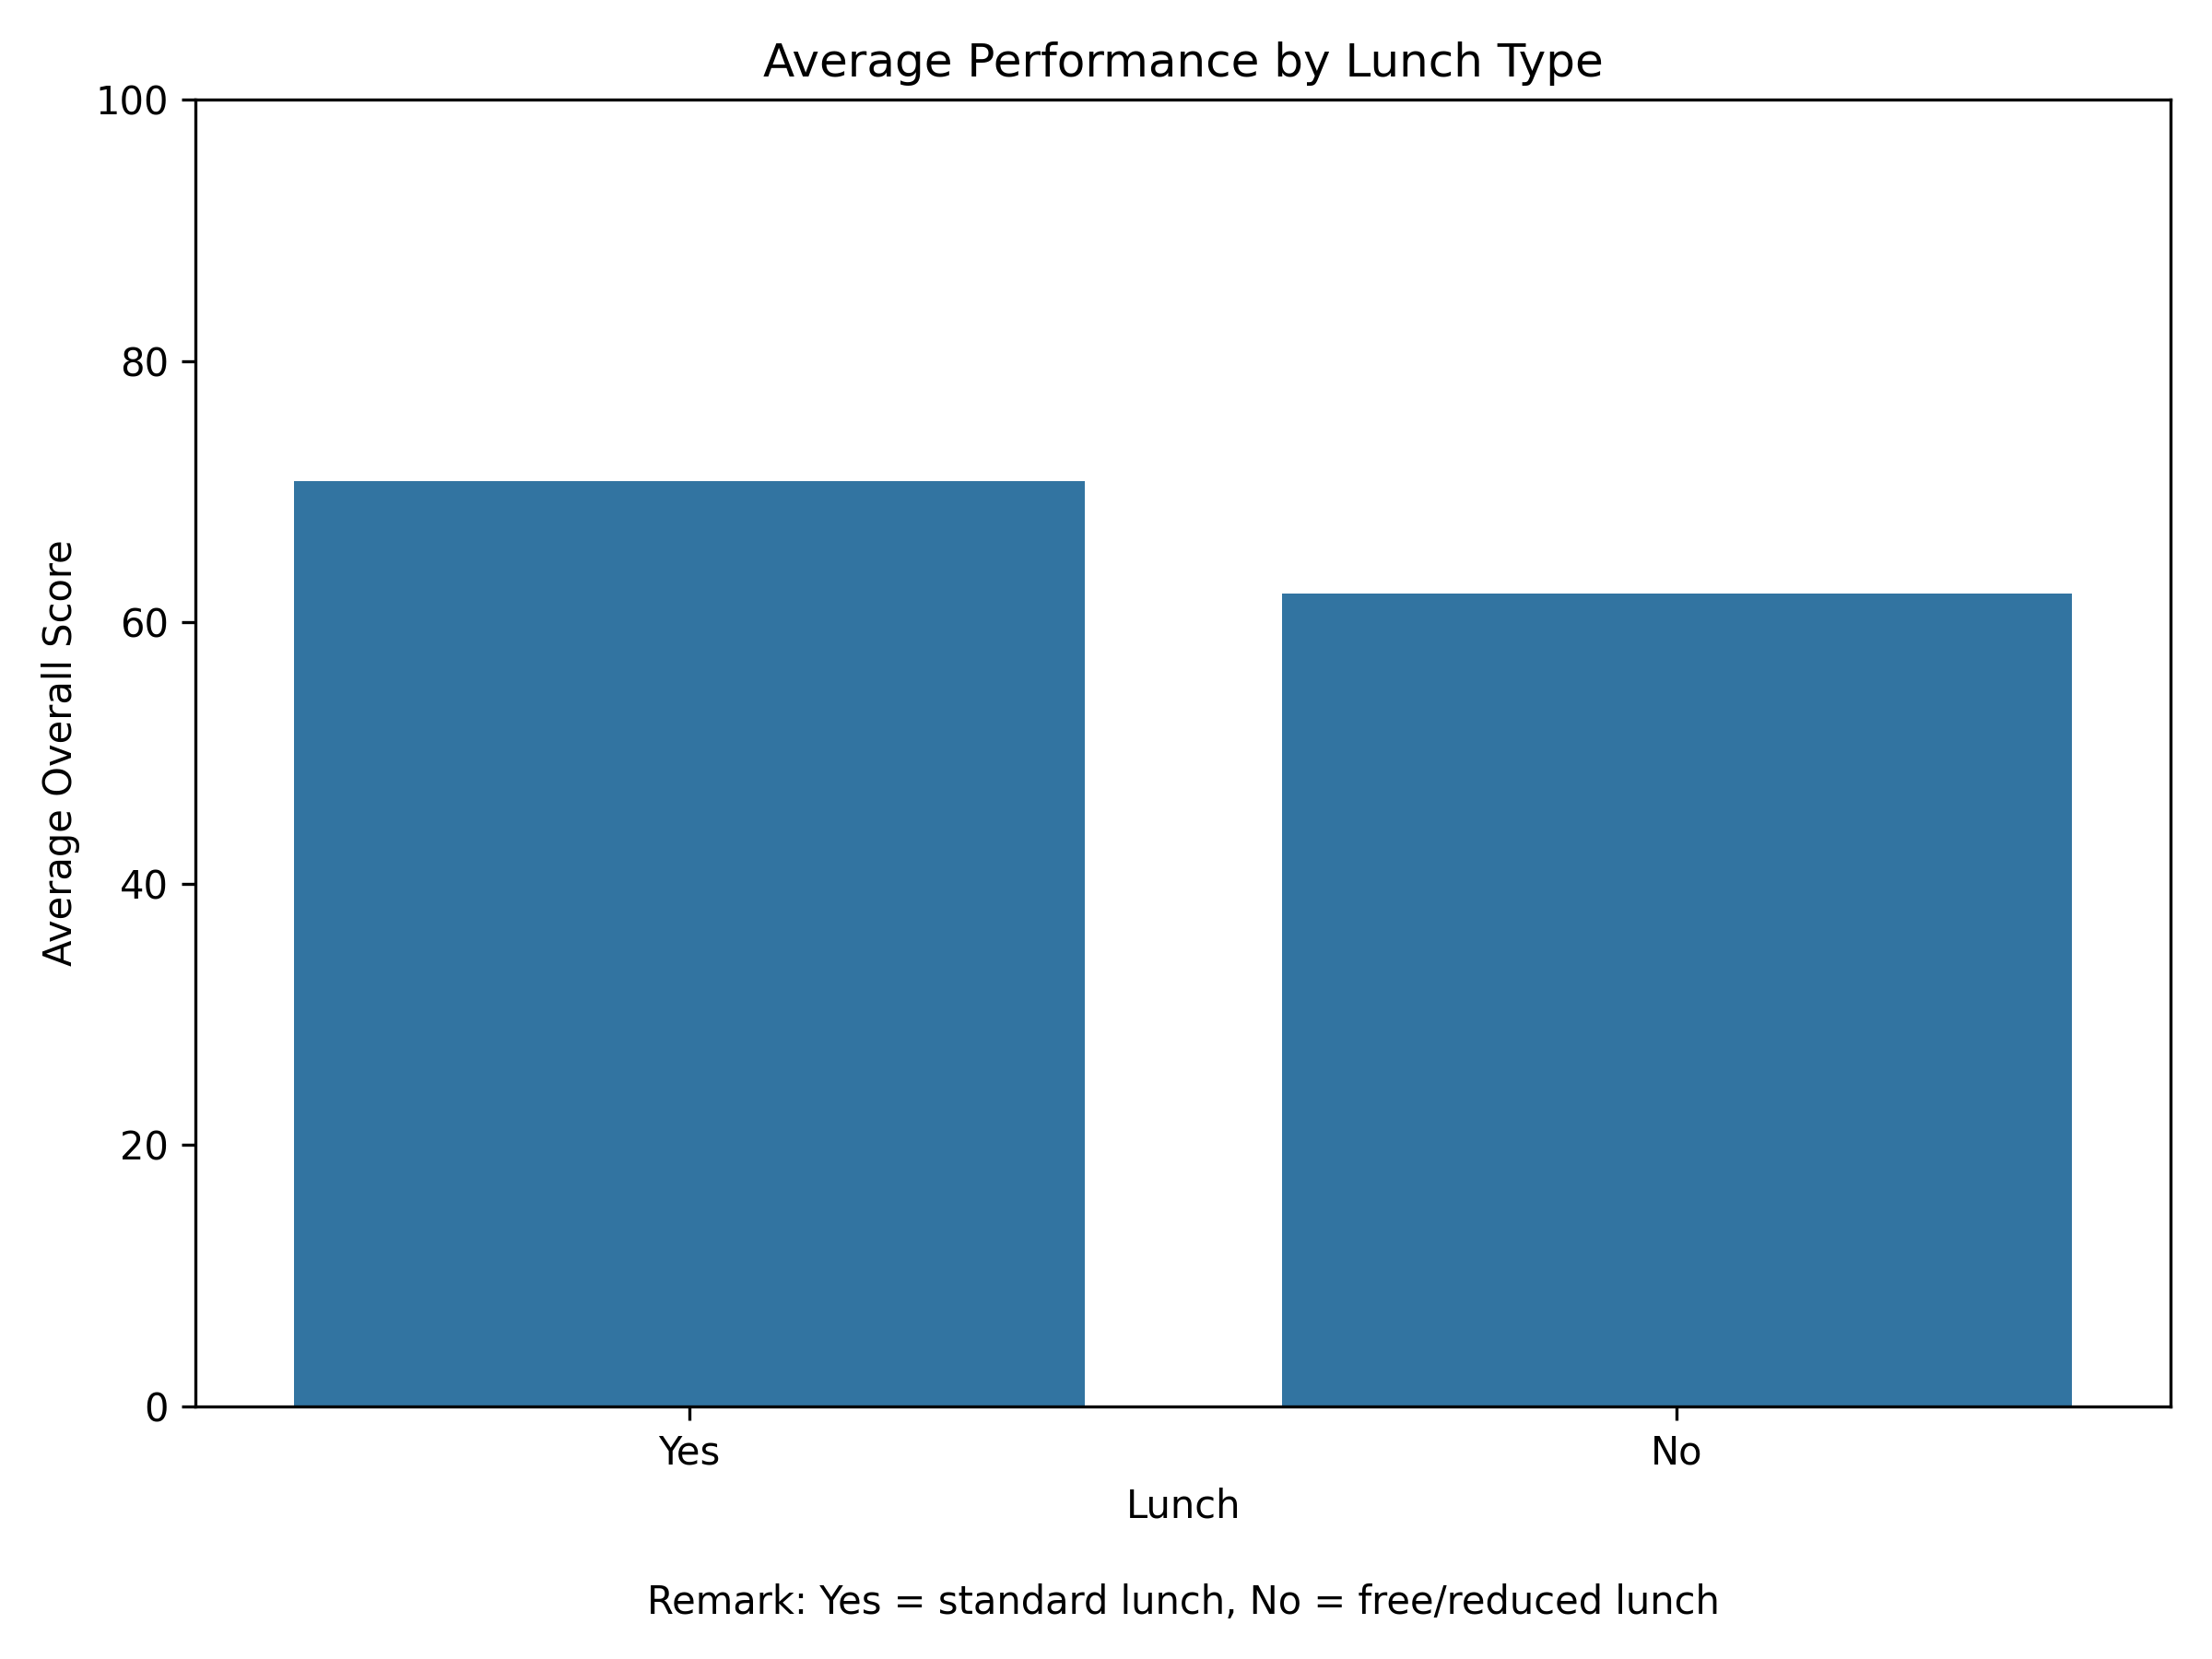 Average Performance by Lunch Type
100
80
60
40
20
0
Average Overall Score
Yes No
Lunch
Remark: Yes = standard lunch, No = free/reduced lunch